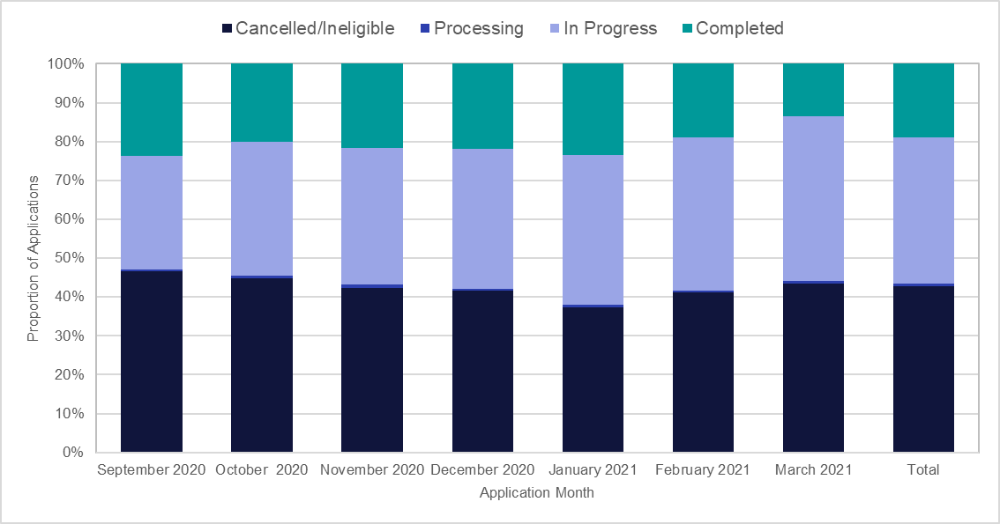 Cancelled/Ineligible Processing In Progress Completed
100%
90%
80%
70%
60%
50%
40%
30%
20%
10%
0%
Proportion of Applications
September 2020 October 2020 November 2020 December 2020 January 2021 February 2021 March 2021 Total
Application Month